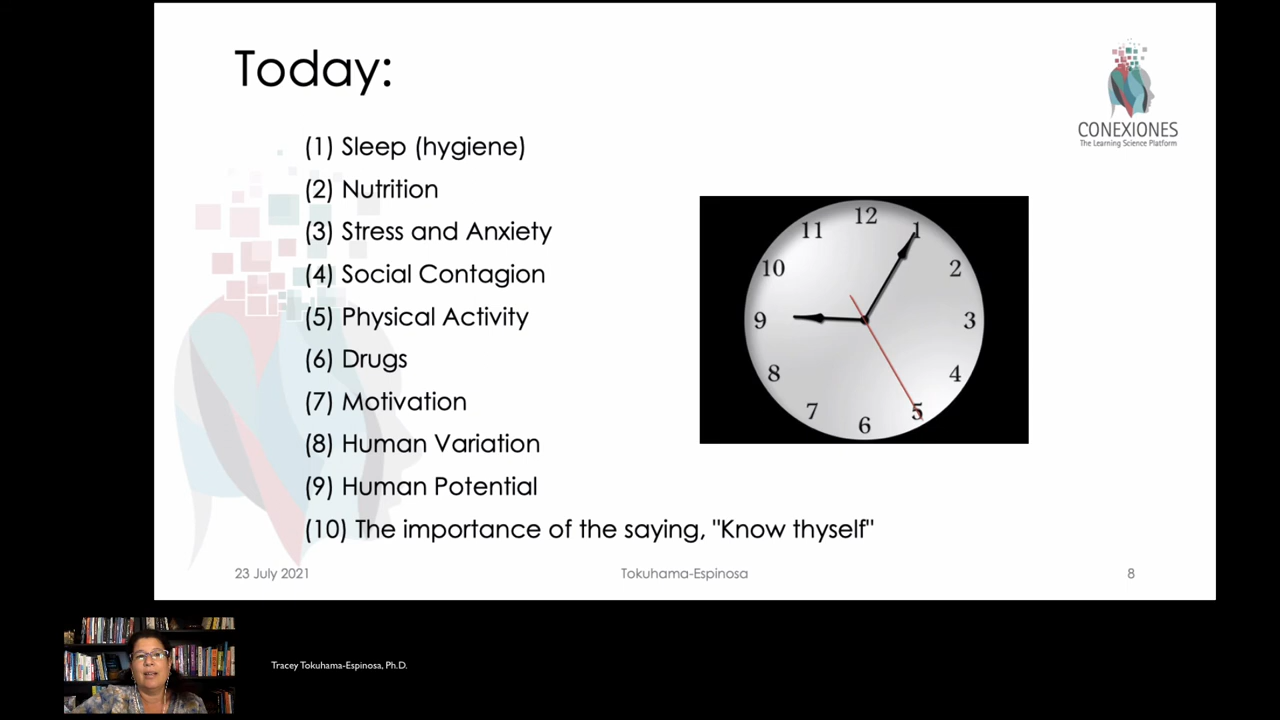 Today:
CONEXIONES
The Learning Science Platform
(1) Sleep (hygiene)
(2) Nutrition
(3) Stress and Anxiety
(4) Social Contagion
(5) Physical Activity
(6) Drugs
(7) Motivation
(8) Human Variation
(9) Human Potential
(10) The importance of the saying, "Know thyself"
12
11
1
10
2
9
3
8
4
7
5
6
23 July 2021
Tokuhama-Espinosa
8
Tracey Tokuhama-Espinosa, Ph.D.